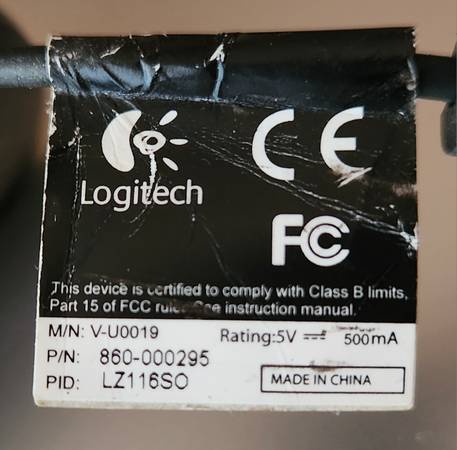 Logitech
CE
FC
This device is certified to comply with Class B limits,
Part 15 of FCC rules. See instruction manual.
M/N: V-U0019 Rating:5V ⎓ 500mA
P/N: 860-000295
PID: LZ116SO
MADE IN CHINA